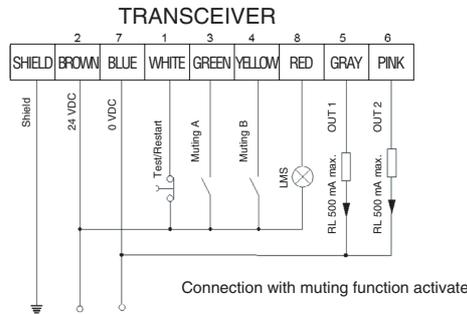 TRANSCEIVER
2 7 1 3 4 8 5 6
SHIELD BROWN BLUE WHITE GREEN YELLOW RED GRAY PINK
Shield
24 VDC
0 VDC
Test/Restart
Muting A
Muting B
LMS
OUT 1
RL 500 mA max.
OUT 2
RL 500 mA max.
Connection with muting function activate